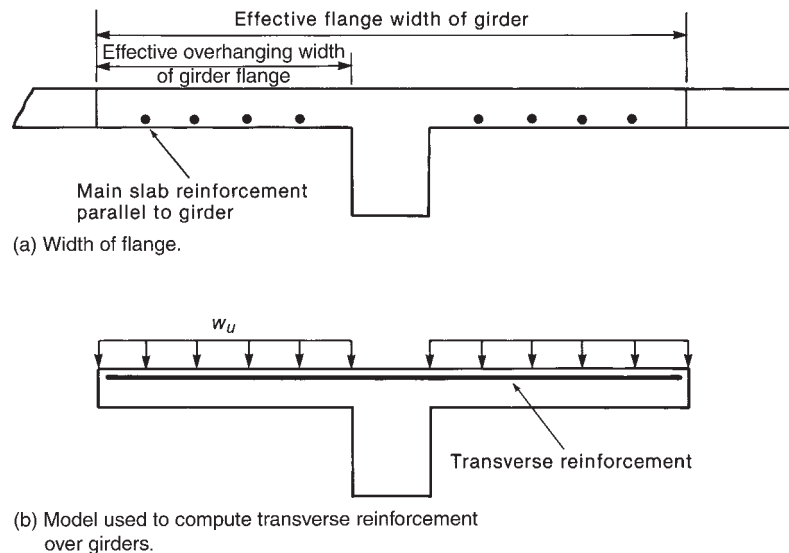 Effective flange width of girder
Effective overhanging width
of girder flange
Main slab reinforcement
parallel to girder
(a) Width of flange.
wu
Transverse reinforcement
(b) Model used to compute transverse reinforcement
over girders.